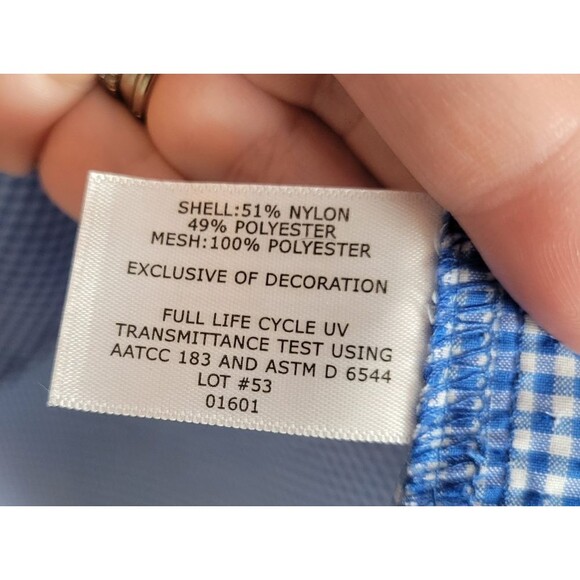 SHELL:51% NYLON
49% POLYESTER
MESH:100% POLYESTER
EXCLUSIVE OF DECORATION
FULL LIFE CYCLE UV
TRANSMITTANCE TEST USING
AATCC 183 AND ASTM D 6544
LOT #53
01601